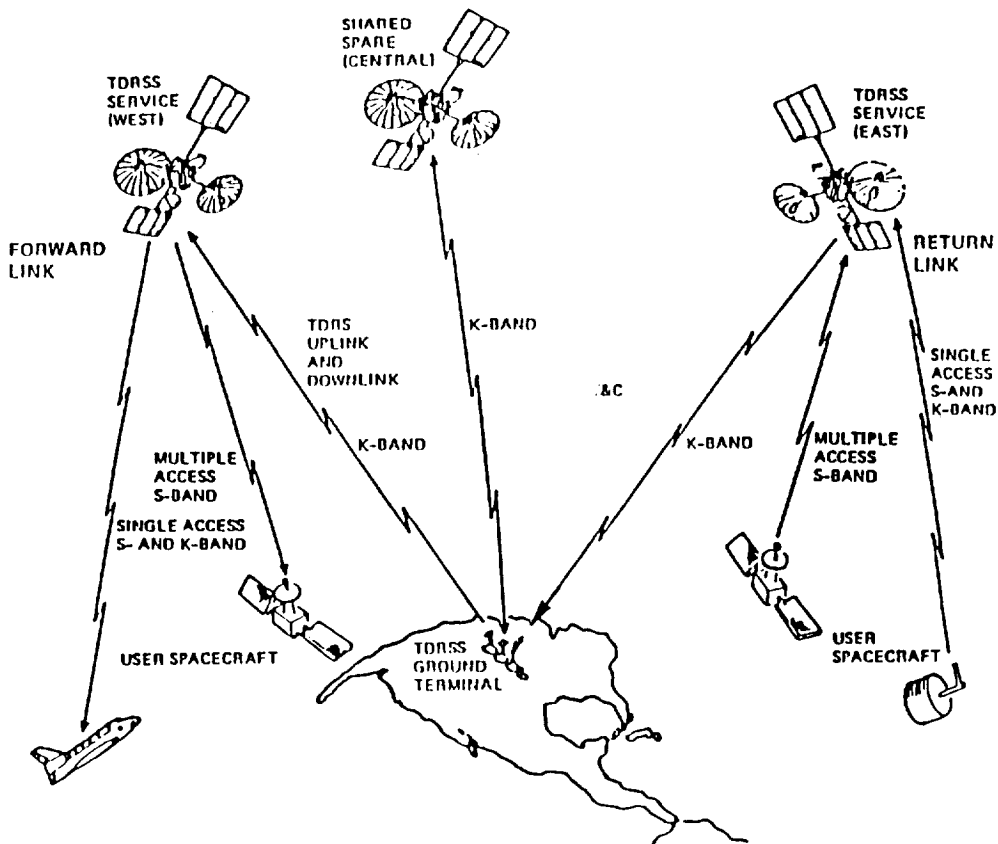 SHARED
SPARE
(CENTRAL)
TDRSS
SERVICE
(WEST)
TDRSS
SERVICE
(EAST)
FORWARD
LINK
RETURN
LINK
TDRS
UPLINK
AND
DOWNLINK
K-BAND
K-BAND
&C
K-BAND
SINGLE
ACCESS
S-AND
K-BAND
MULTIPLE
ACCESS
S-BAND
MULTIPLE
ACCESS
S-BAND
SINGLE ACCESS
S- AND K-BAND
USER SPACECRAFT
TDRSS
GROUND
TERMINAL
USER
SPACECRAFT